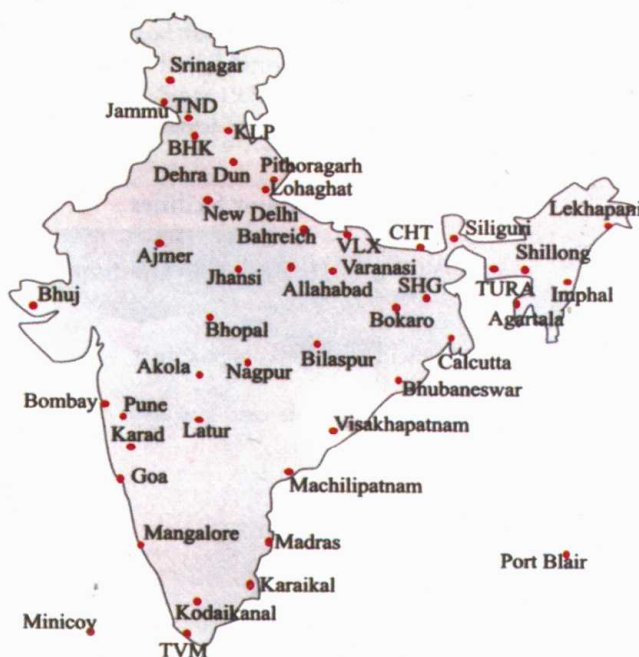 Srinagar
Jammu TND
BHK KLP
Dehra Dun Pithoragarh
Lohaghat
New Delhi
Bahreich VLX CHT Siliguri Lekhapani
Ajmer
Jhansi Allahabad Varanasi SHG TURA Shillong Imphal
Bhuj
Bhopal Bokaro Agartala
Akola Nagpur Bilaspur Calcutta
Bhubaneswar
Bombay Pune
Karad Latur Visakhapatnam
Goa Machilipatnam
Mangalore Madras
Port Blair
Karaikal
Kodaikanal
Minicoy
TVM